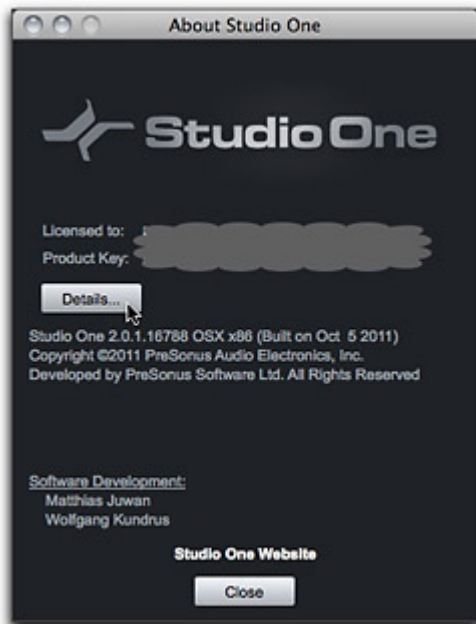 About Studio One
Studio One
Licensed to:
Product Key:
Details...
Studio One 2.0.1.16788 OSX x86 (Built on Oct 5 2011)
Copyright ©2011 PreSonus Audio Electronics, Inc.
Developed by PreSonus Software Ltd. All Rights Reserved
Software Development:
Matthias Juwan
Wolfgang Kundrus
Studio One Website
Close